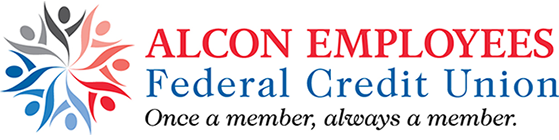 ALCON EMPLOYEES
Federal Credit Union
Once a member, always a member.